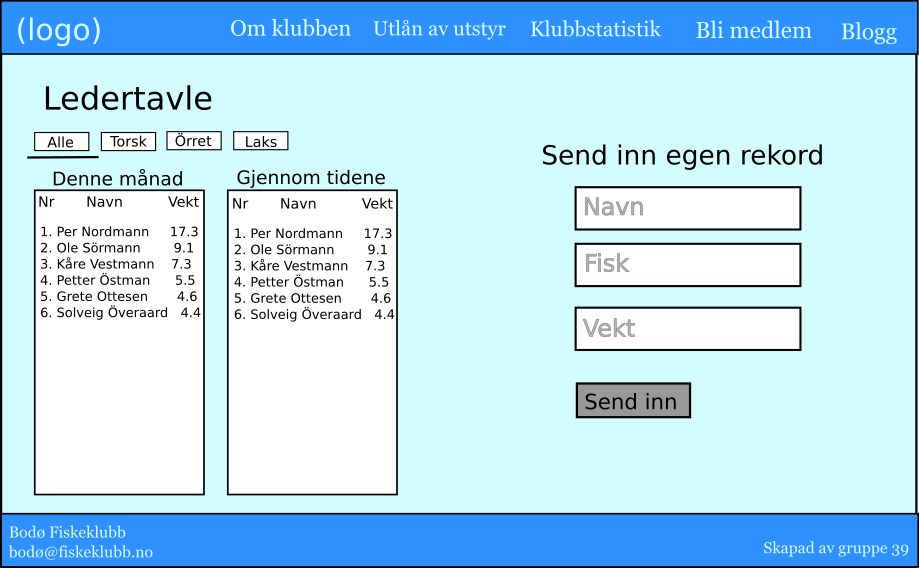 (logo) Om klubben Utlån av utstyr Klubbstatistik Bli medlem Blogg
Ledertavle
Alle Torsk Örret Laks
Denne månad
Nr Navn Vekt
1. Per Nordmann 17.3
2. Ole Sörmann 9.1
3. Kåre Vestmann 7.3
4. Petter Östman 5.5
5. Grete Ottesen 4.6
6. Solveig Överaard 4.4
Gjennom tidene
Nr Navn Vekt
1. Per Nordmann 17.3
2. Ole Sörmann 9.1
3. Kåre Vestmann 7.3
4. Petter Östman 5.5
5. Grete Ottesen 4.6
6. Solveig Överaard 4.4
Send inn egen rekord
Navn
Fisk
Vekt
Send inn
Bodø Fiskeklubb
bodø@fiskeklubb.no
Skapad av gruppe 39